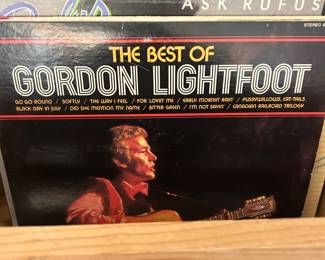 ASK RUFUS
STEREO
THE BEST OF
GORDON LIGHTFOOT
GO GO ROUND / SOFTLY / THE WAY I FEEL / FOR LOVIN' ME / EARLY MORNIN' RAIN / PUSSYWILLOWS, CAT-TAILS
BLACK DAY IN JULY / DID SHE MENTION MY NAME / BITTER GREEN / I'M NOT SAYIN' / CANADIAN RAILROAD TRILOGY